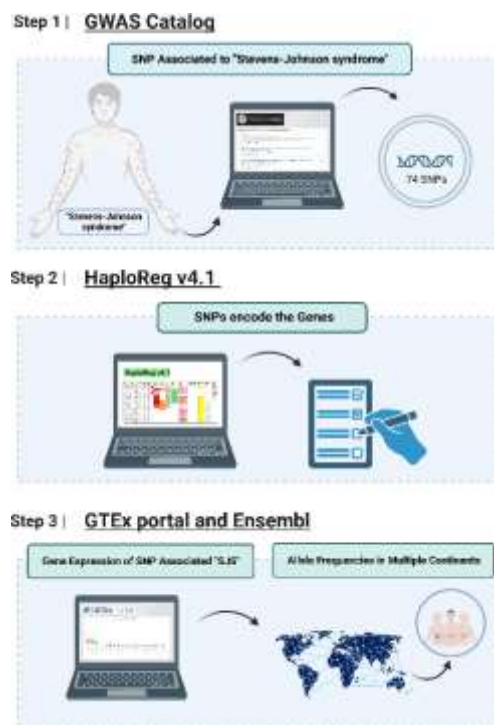 Step 1 | GWAS Catalog
SNP Associated to "Stevens-Johnson syndrome"
74 SNPs
"Stevens-Johnson
syndrome"
Step 2 | HaploReg v4.1
SNPs encode the Genes
HaploReg v4.1
Step 3 | GTEx portal and Ensembl
Gene Expression of SNP Associated "SJS"
Allele Frequencies in Multiple Continents